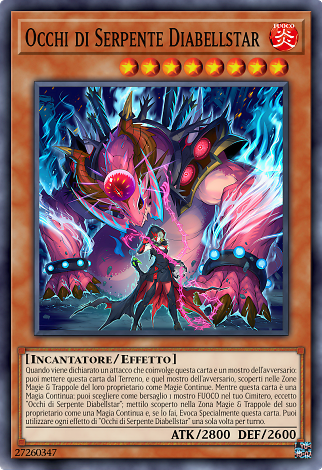 OCCHI DI SERPENTE DIABELLSTAR
FUOCO
炎
[INCANTATORE/EFFETTO]
Quando viene dichiarato un attacco che coinvolge questa carta e un mostro dell'avversario:
puoi mettere questa carta dal Terreno, e quel mostro dell'avversario, scoperti nelle Zone
Magie & Trappole del loro proprietario come Magie Continue. Mentre questa carta è una
Magia Continua: puoi scegliere come bersaglio 1 mostro FUOCO nel tuo Cimitero, eccetto
"Occhi di Serpente Diabellstar"; mettilo scoperto nella Zona Magie & Trappole del suo
proprietario come una Magia Continua e, se lo fai, Evoca Specialmente questa carta. Puoi
utilizzare ogni effetto di "Occhi di Serpente Diabellstar" una sola volta per turno.
ATK/2800 DEF/2600
27260347